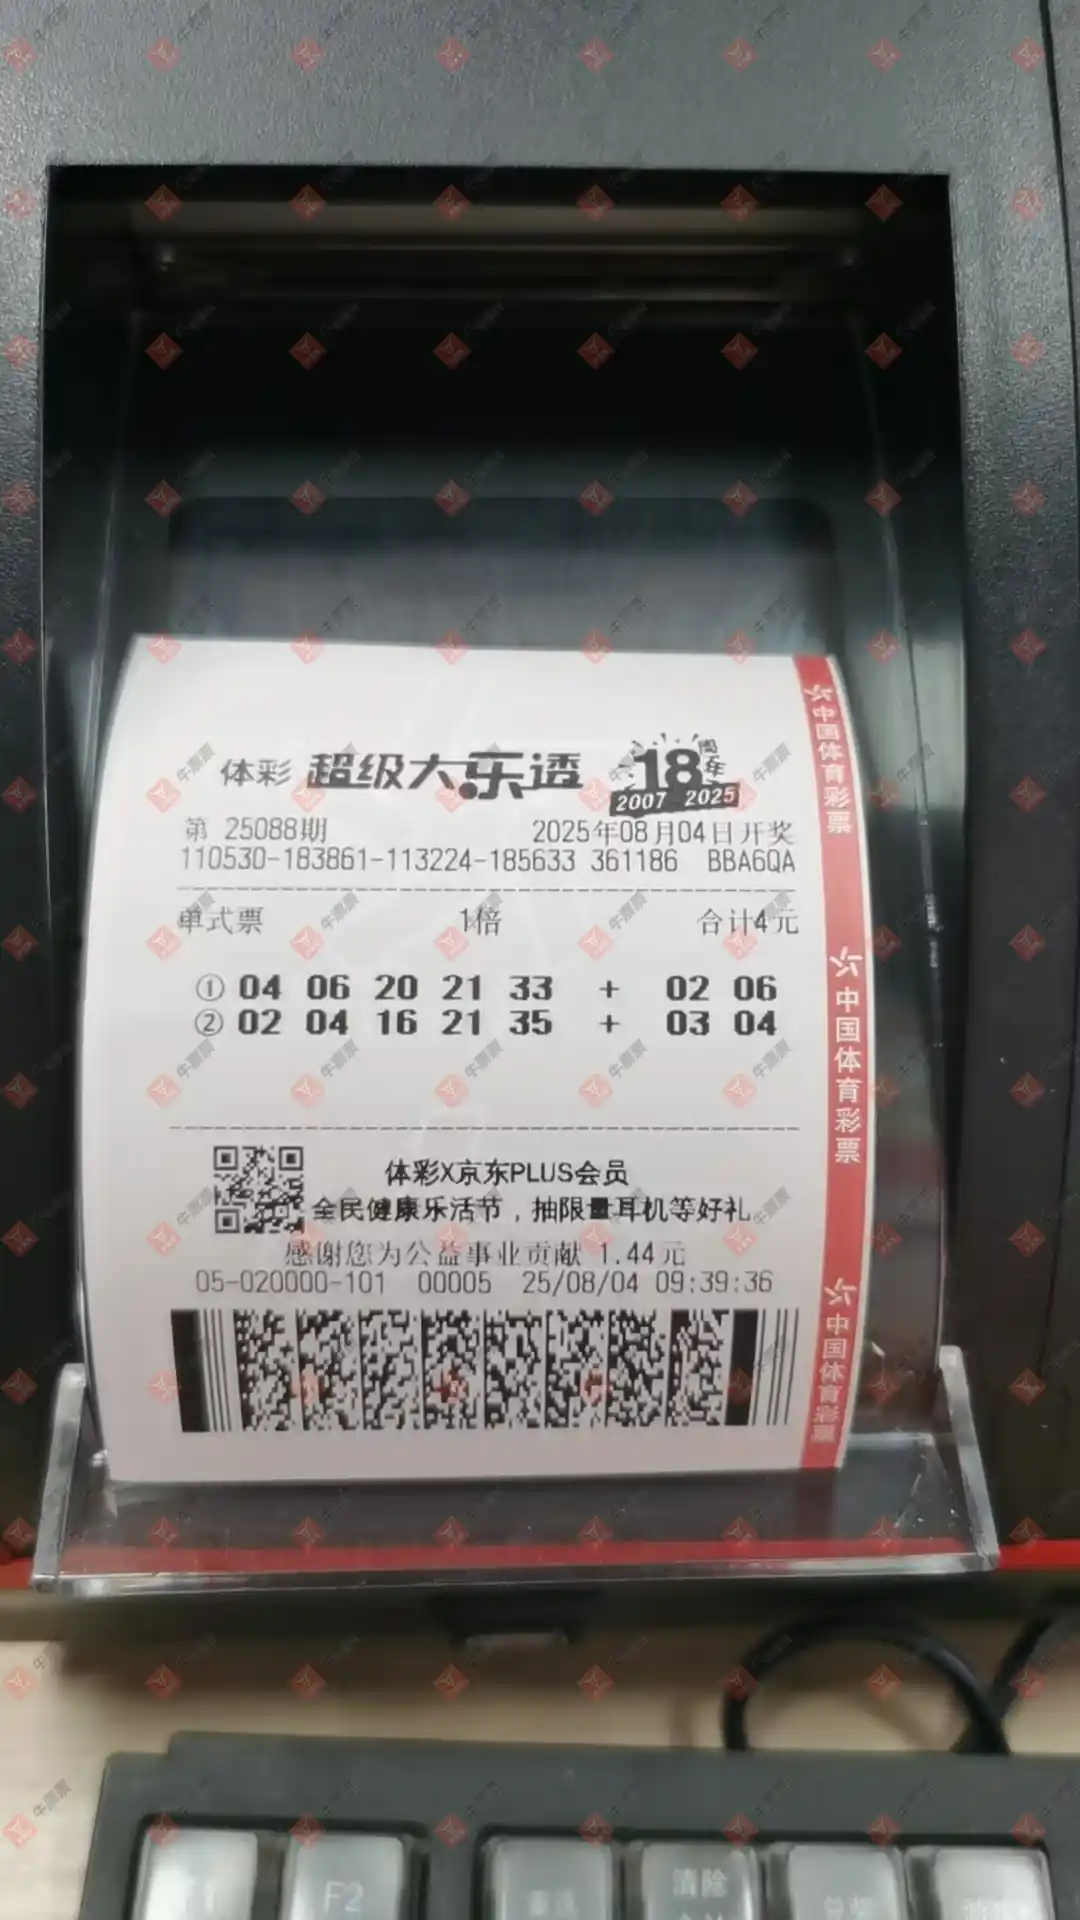 体彩 超级大乐透 18周年 2007 2025
第 25088期 2025年08月04日开奖
110530-183861-113224-185633 361186 BBA6QA
单式票 1倍 合计4元
① 04 06 20 21 33 + 02 06
② 02 04 16 21 35 + 03 04
体彩X京东PLUS会员
全民健康乐活节，抽限量耳机等好礼
感谢您为公益事业贡献 1.44元
05-020000-101 00005 25/08/04 09:39:36
中国体育彩票
中国体育彩票
中国体育彩票
牛票票
F2
清除